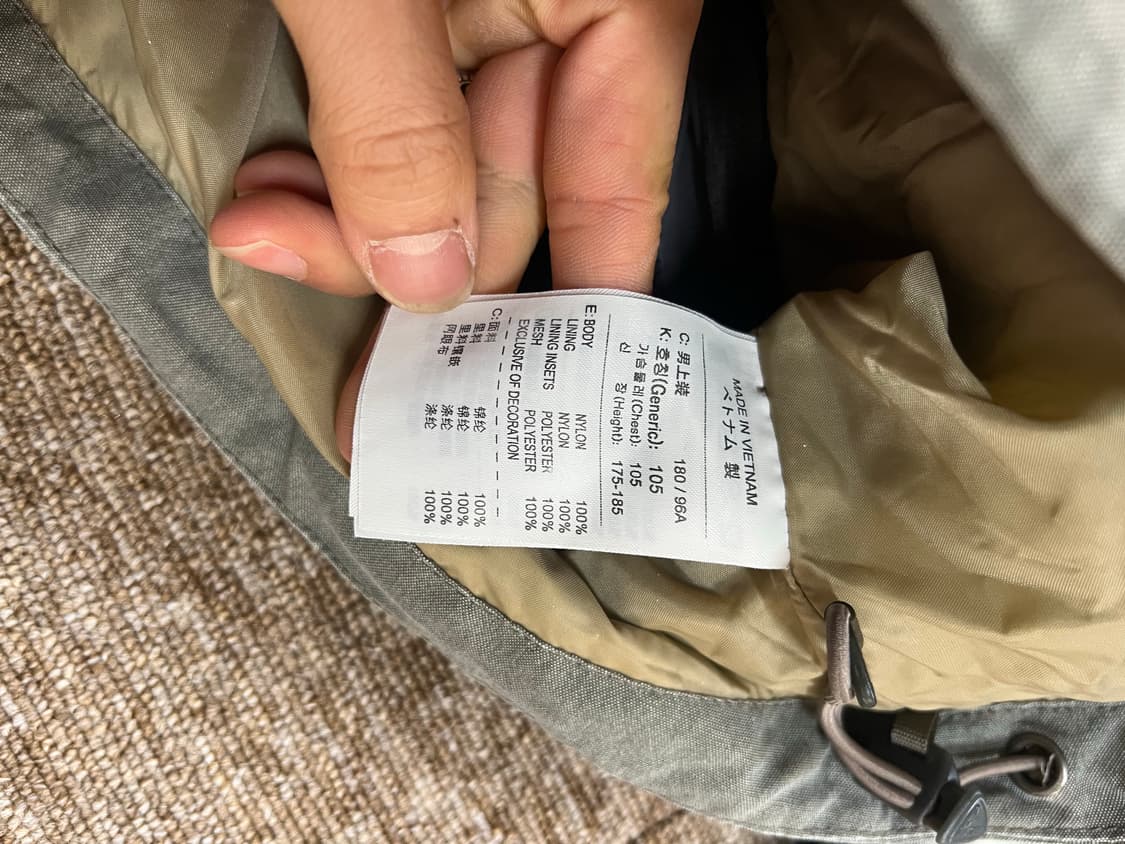 MADE IN VIETNAM
ベトナム 製
C: 男上装 180 / 96A
K: 호칭(Generic): 105
가슴둘레 (Chest): 105
신 장 (Height): 175-185
E: BODY NYLON 100%
LINING NYLON 100%
LINING INSETS POLYESTER 100%
MESH POLYESTER 100%
EXCLUSIVE OF DECORATION
C: 面料 锦纶 100%
里料 锦纶 100%
里料镶嵌 涤纶 100%
网眼布 涤纶 100%